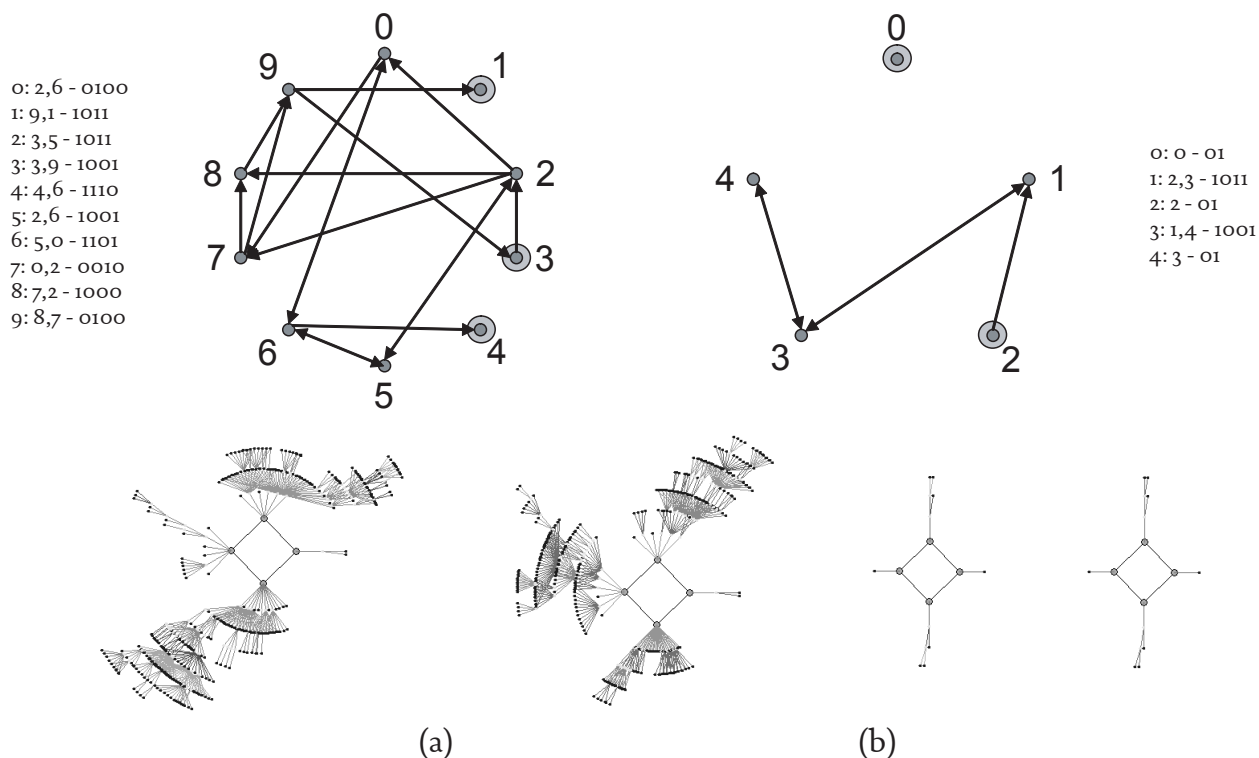 0: 2,6 - 0100
1: 9,1 - 1011
2: 3,5 - 1011
3: 3,9 - 1001
4: 4,6 - 1110
5: 2,6 - 1001
6: 5,0 - 1101
7: 0,2 - 0010
8: 7,2 - 1000
9: 8,7 - 0100
0
1
9
8
2
7
3
6
4
5
0
4
1
3
2
0: 0 - 01
1: 2,3 - 1011
2: 2 - 01
3: 1,4 - 1001
4: 3 - 01
(a)
(b)